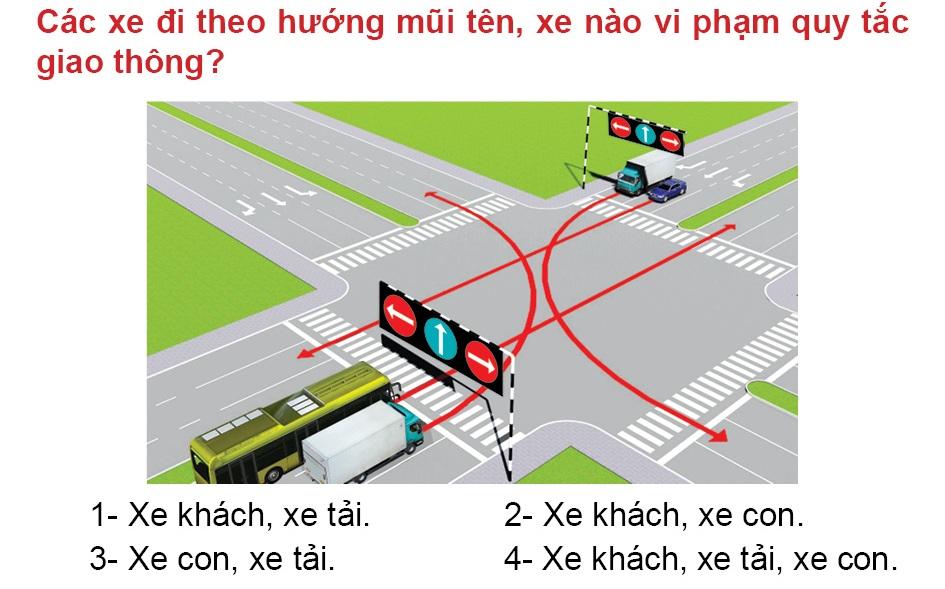 Các xe đi theo hướng mũi tên, xe nào vi phạm quy tắc
giao thông?
1- Xe khách, xe tải.
2- Xe khách, xe con.
3- Xe con, xe tải.
4- Xe khách, xe tải, xe con.